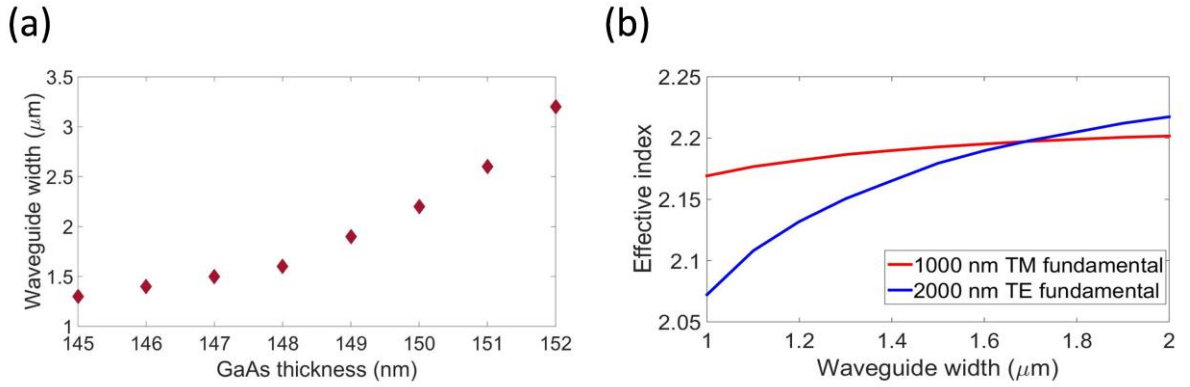 (a)
3.5
3
2.5
2
1.5
1
Waveguide width (μm)
145 146 147 148 149 150 151 152
GaAs thickness (nm)
(b)
2.25
2.2
2.15
2.1
2.05
Effective index
1000 nm TM fundamental
2000 nm TE fundamental
1 1.2 1.4 1.6 1.8 2
Waveguide width (μm)